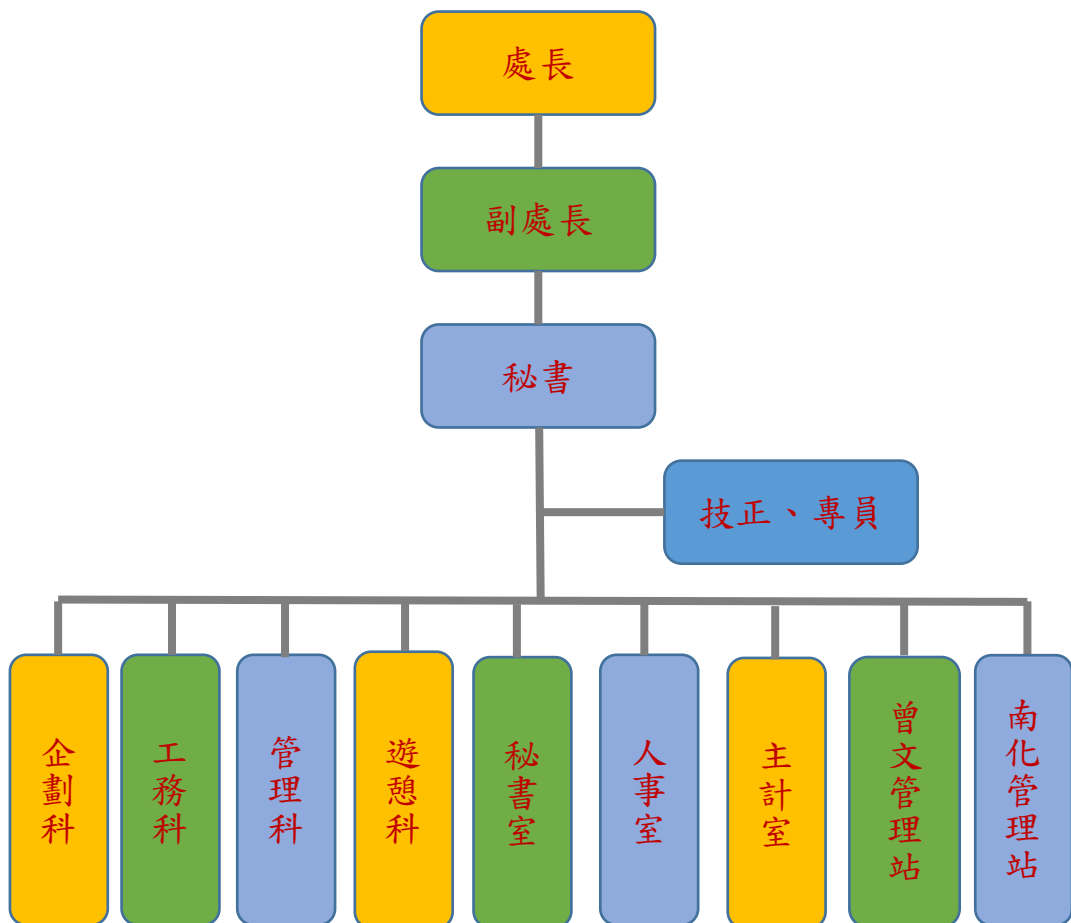 處長
副處長
秘書
技正、專員
企劃科
工務科
管理科
遊憩科
秘書室
人事室
主計室
曾文管理站
南化管理站